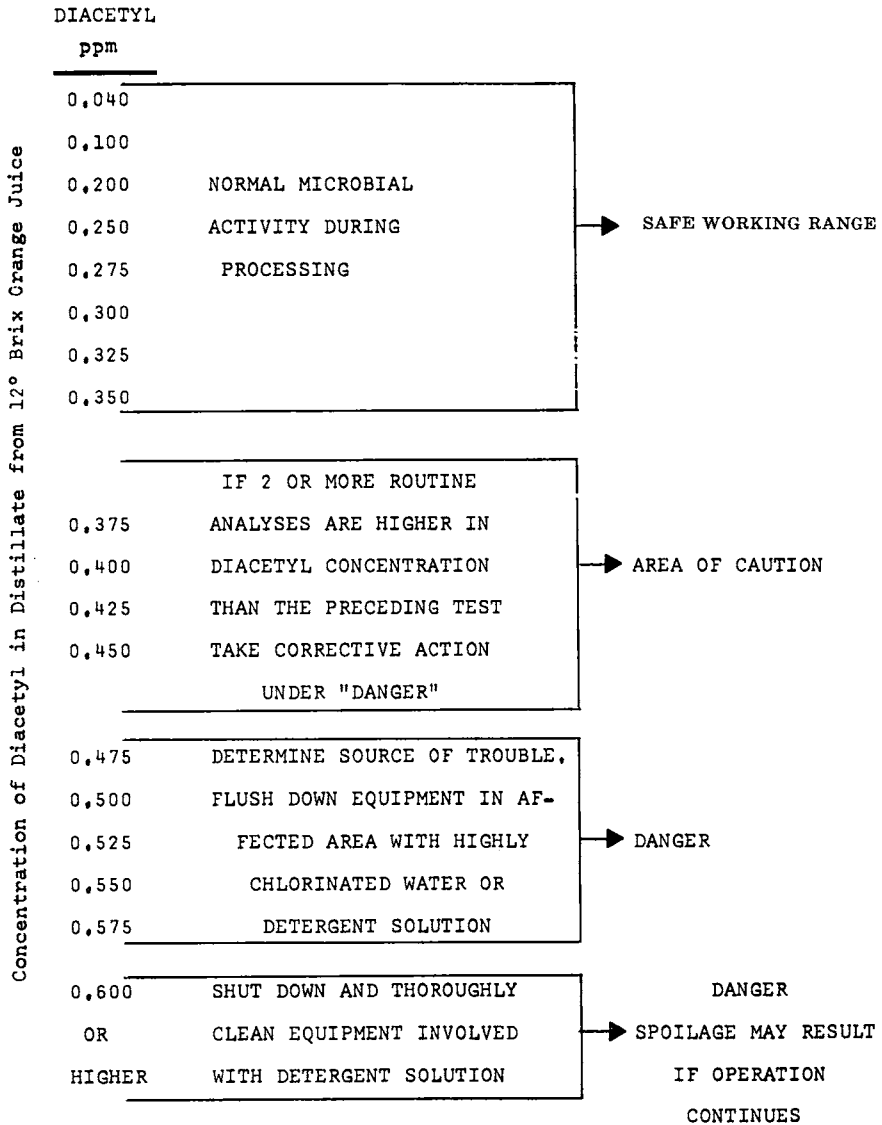 DIACETYL
ppm
Concentration of Diacetyl in Distillate from 12° Brix Orange Juice
0.040
0.100
0.200 NORMAL MICROBIAL
0.250 ACTIVITY DURING SAFE WORKING RANGE
0.275 PROCESSING
0.300
0.325
0.350
IF 2 OR MORE ROUTINE
0.375 ANALYSES ARE HIGHER IN
0.400 DIACETYL CONCENTRATION AREA OF CAUTION
0.425 THAN THE PRECEDING TEST
0.450 TAKE CORRECTIVE ACTION
UNDER "DANGER"
0.475 DETERMINE SOURCE OF TROUBLE.
0.500 FLUSH DOWN EQUIPMENT IN AF-
0.525 FECTED AREA WITH HIGHLY DANGER
0.550 CHLORINATED WATER OR
0.575 DETERGENT SOLUTION
0.600 SHUT DOWN AND THOROUGHLY DANGER
OR CLEAN EQUIPMENT INVOLVED SPOILAGE MAY RESULT
HIGHER WITH DETERGENT SOLUTION IF OPERATION
CONTINUES